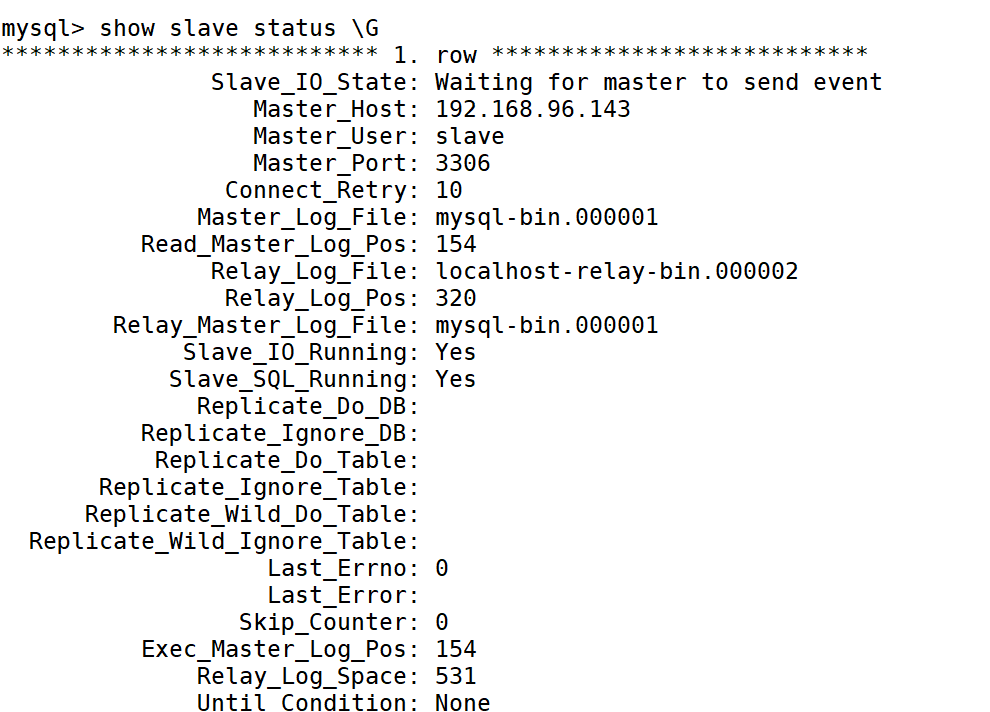 mysql> show slave status \G
*************************** 1. row ***************************
Slave_IO_State: Waiting for master to send event
Master_Host: 192.168.96.143
Master_User: slave
Master_Port: 3306
Connect_Retry: 10
Master_Log_File: mysql-bin.000001
Read_Master_Log_Pos: 154
Relay_Log_File: localhost-relay-bin.000002
Relay_Log_Pos: 320
Relay_Master_Log_File: mysql-bin.000001
Slave_IO_Running: Yes
Slave_SQL_Running: Yes
Replicate_Do_DB:
Replicate_Ignore_DB:
Replicate_Do_Table:
Replicate_Ignore_Table:
Replicate_Wild_Do_Table:
Replicate_Wild_Ignore_Table:
Last_Errno: 0
Last_Error:
Skip_Counter: 0
Exec_Master_Log_Pos: 154
Relay_Log_Space: 531
Until Condition: None